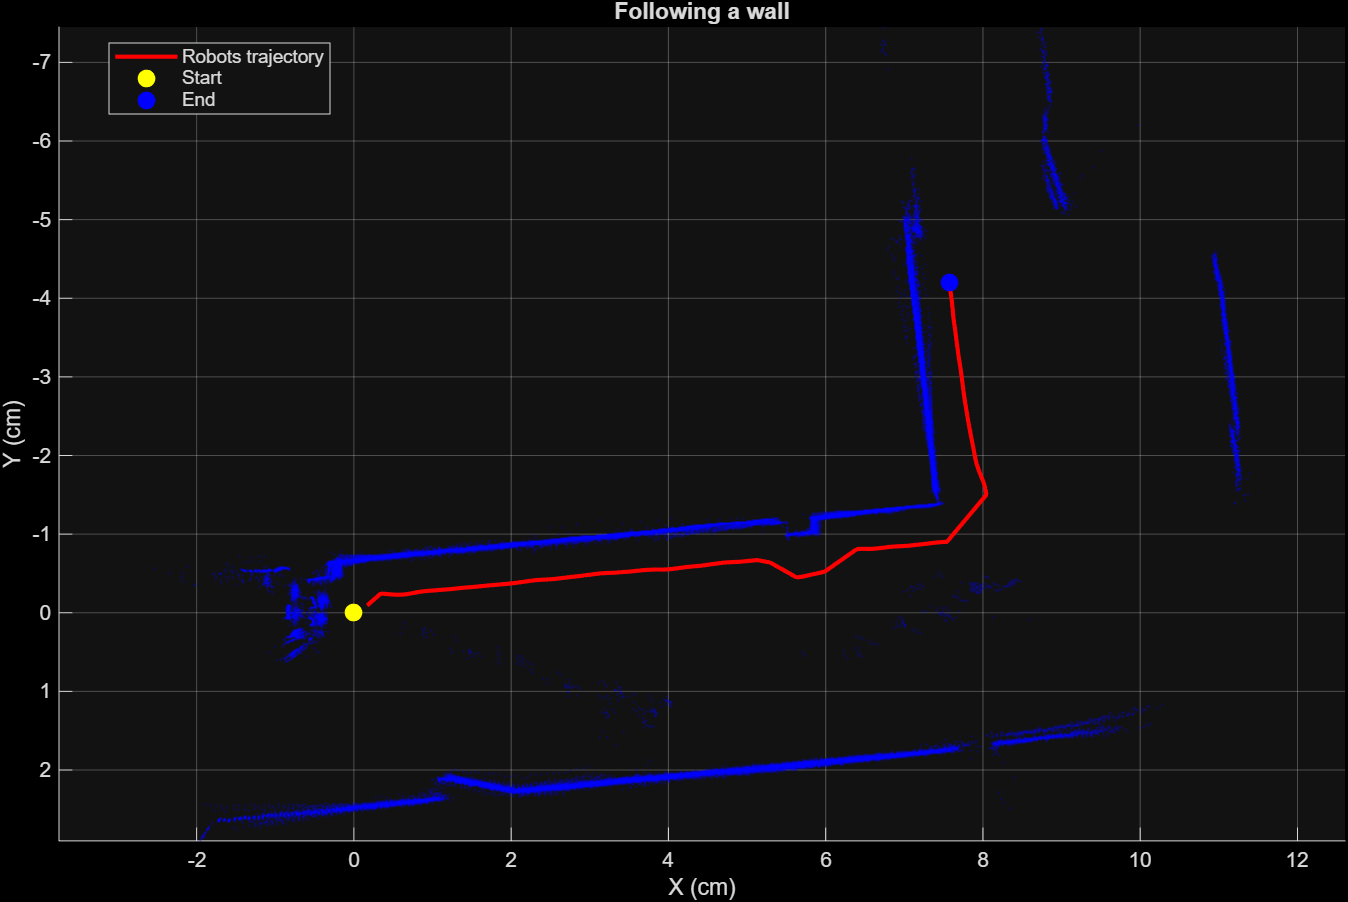 Following a wall
Robots trajectory
Start
End
-7
-6
-5
-4
-3
-2
-1
0
1
2
Y (cm)
-2 0 2 4 6 8 10 12
X (cm)